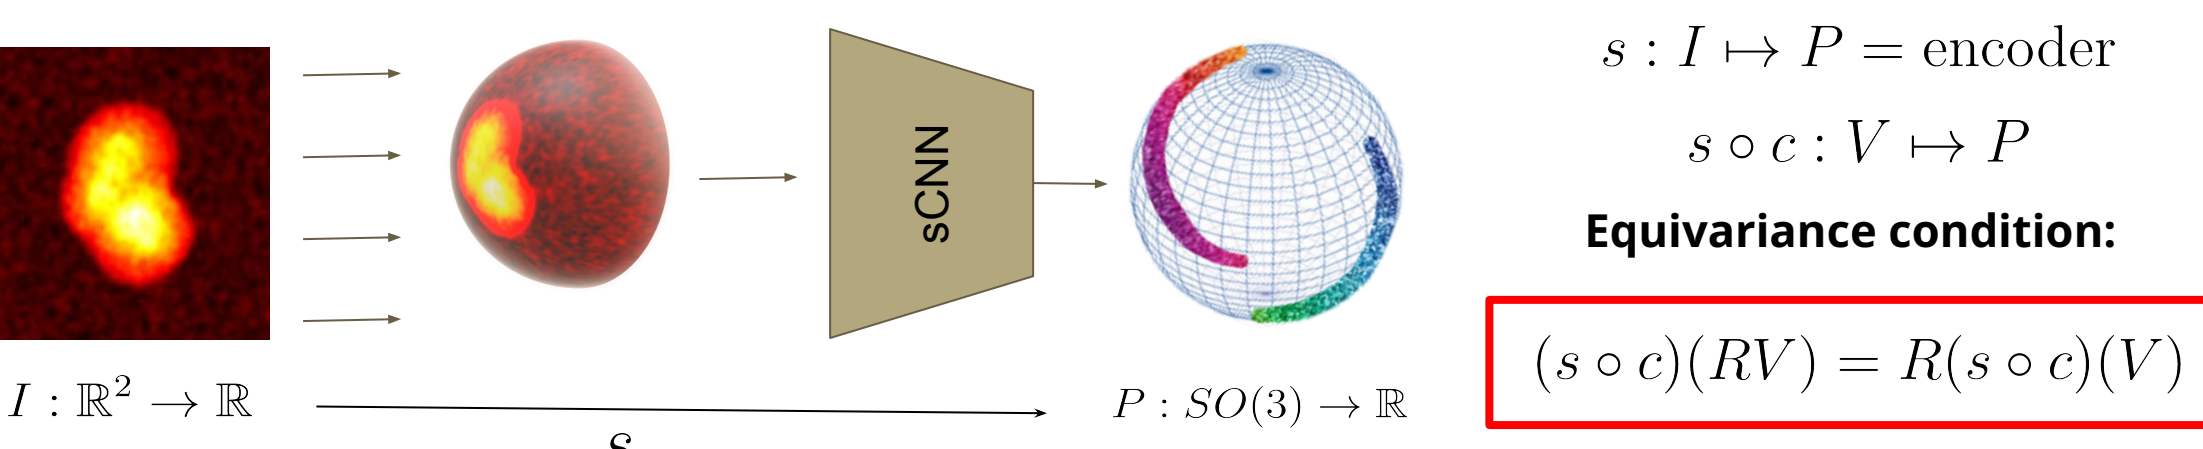 sCNN
I : ℝ² → ℝ
s
P : SO(3) → ℝ
s : I ↦ P = encoder
s ∘ c : V ↦ P
Equivariance condition:
(s ∘ c)(RV) = R(s ∘ c)(V)